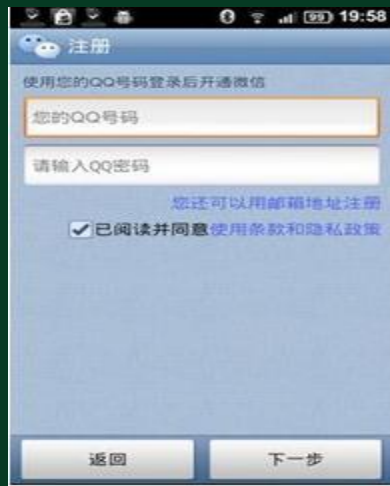 99 19:58
注册
使用您的QQ号码登录后开通微信
您的QQ号码
请输入QQ密码
您还可以用邮箱地址注册
已阅读并同意使用条款和隐私政策
返回 下一步